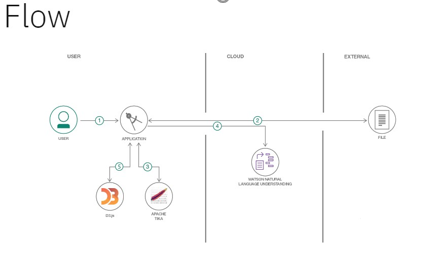 Flow
USER
CLOUD
EXTERNAL
1
2
4
USER
APPLICATION
FILE
5
3
WATSON NATURAL
LANGUAGE UNDERSTANDING
D3.js
APACHE
TIKA